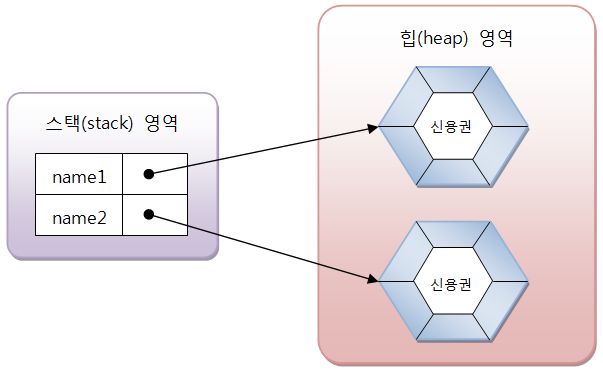 힙(heap) 영역
신용권
스택(stack) 영역
name1
name2
신용권